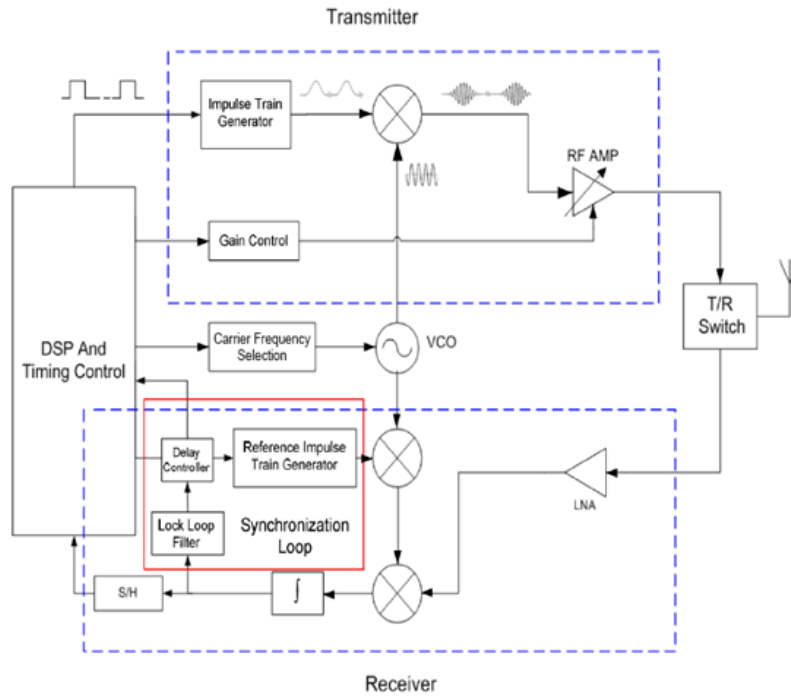 Transmitter
Impulse Train
Generator
RF AMP
Gain Control
T/R
Switch
DSP And
Timing Control
Carrier Frequency
Selection
VCO
Delay
Controller
Reference Impulse
Train Generator
LNA
Lock Loop
Filter
Synchronization
Loop
S/H
∫
Receiver